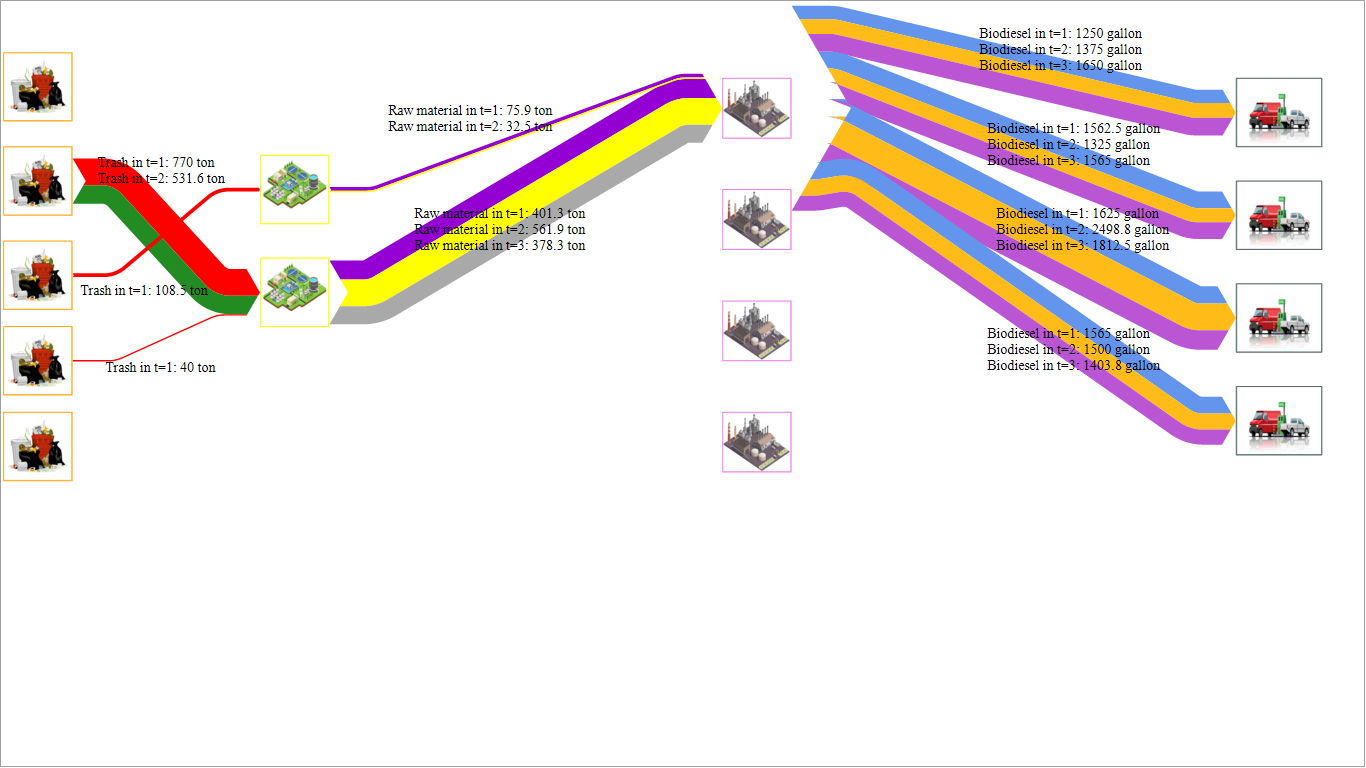 Biodiesel in t=1: 1250 gallon
Biodiesel in t=2: 1375 gallon
Biodiesel in t=3: 1650 gallon
Raw material in t=1: 75.9 ton
Raw material in t=2: 32.5 ton
Biodiesel in t=1: 1562.5 gallon
Biodiesel in t=2: 1325 gallon
Biodiesel in t=3: 1565 gallon
Trash in t=1: 770 ton
Trash in t=2: 531.6 ton
Raw material in t=1: 401.3 ton
Raw material in t=2: 561.9 ton
Raw material in t=3: 378.3 ton
Biodiesel in t=1: 1625 gallon
Biodiesel in t=2: 2498.8 gallon
Biodiesel in t=3: 1812.5 gallon
Trash in t=1: 108.5 ton
Biodiesel in t=1: 1565 gallon
Biodiesel in t=2: 1500 gallon
Biodiesel in t=3: 1403.8 gallon
Trash in t=1: 40 ton